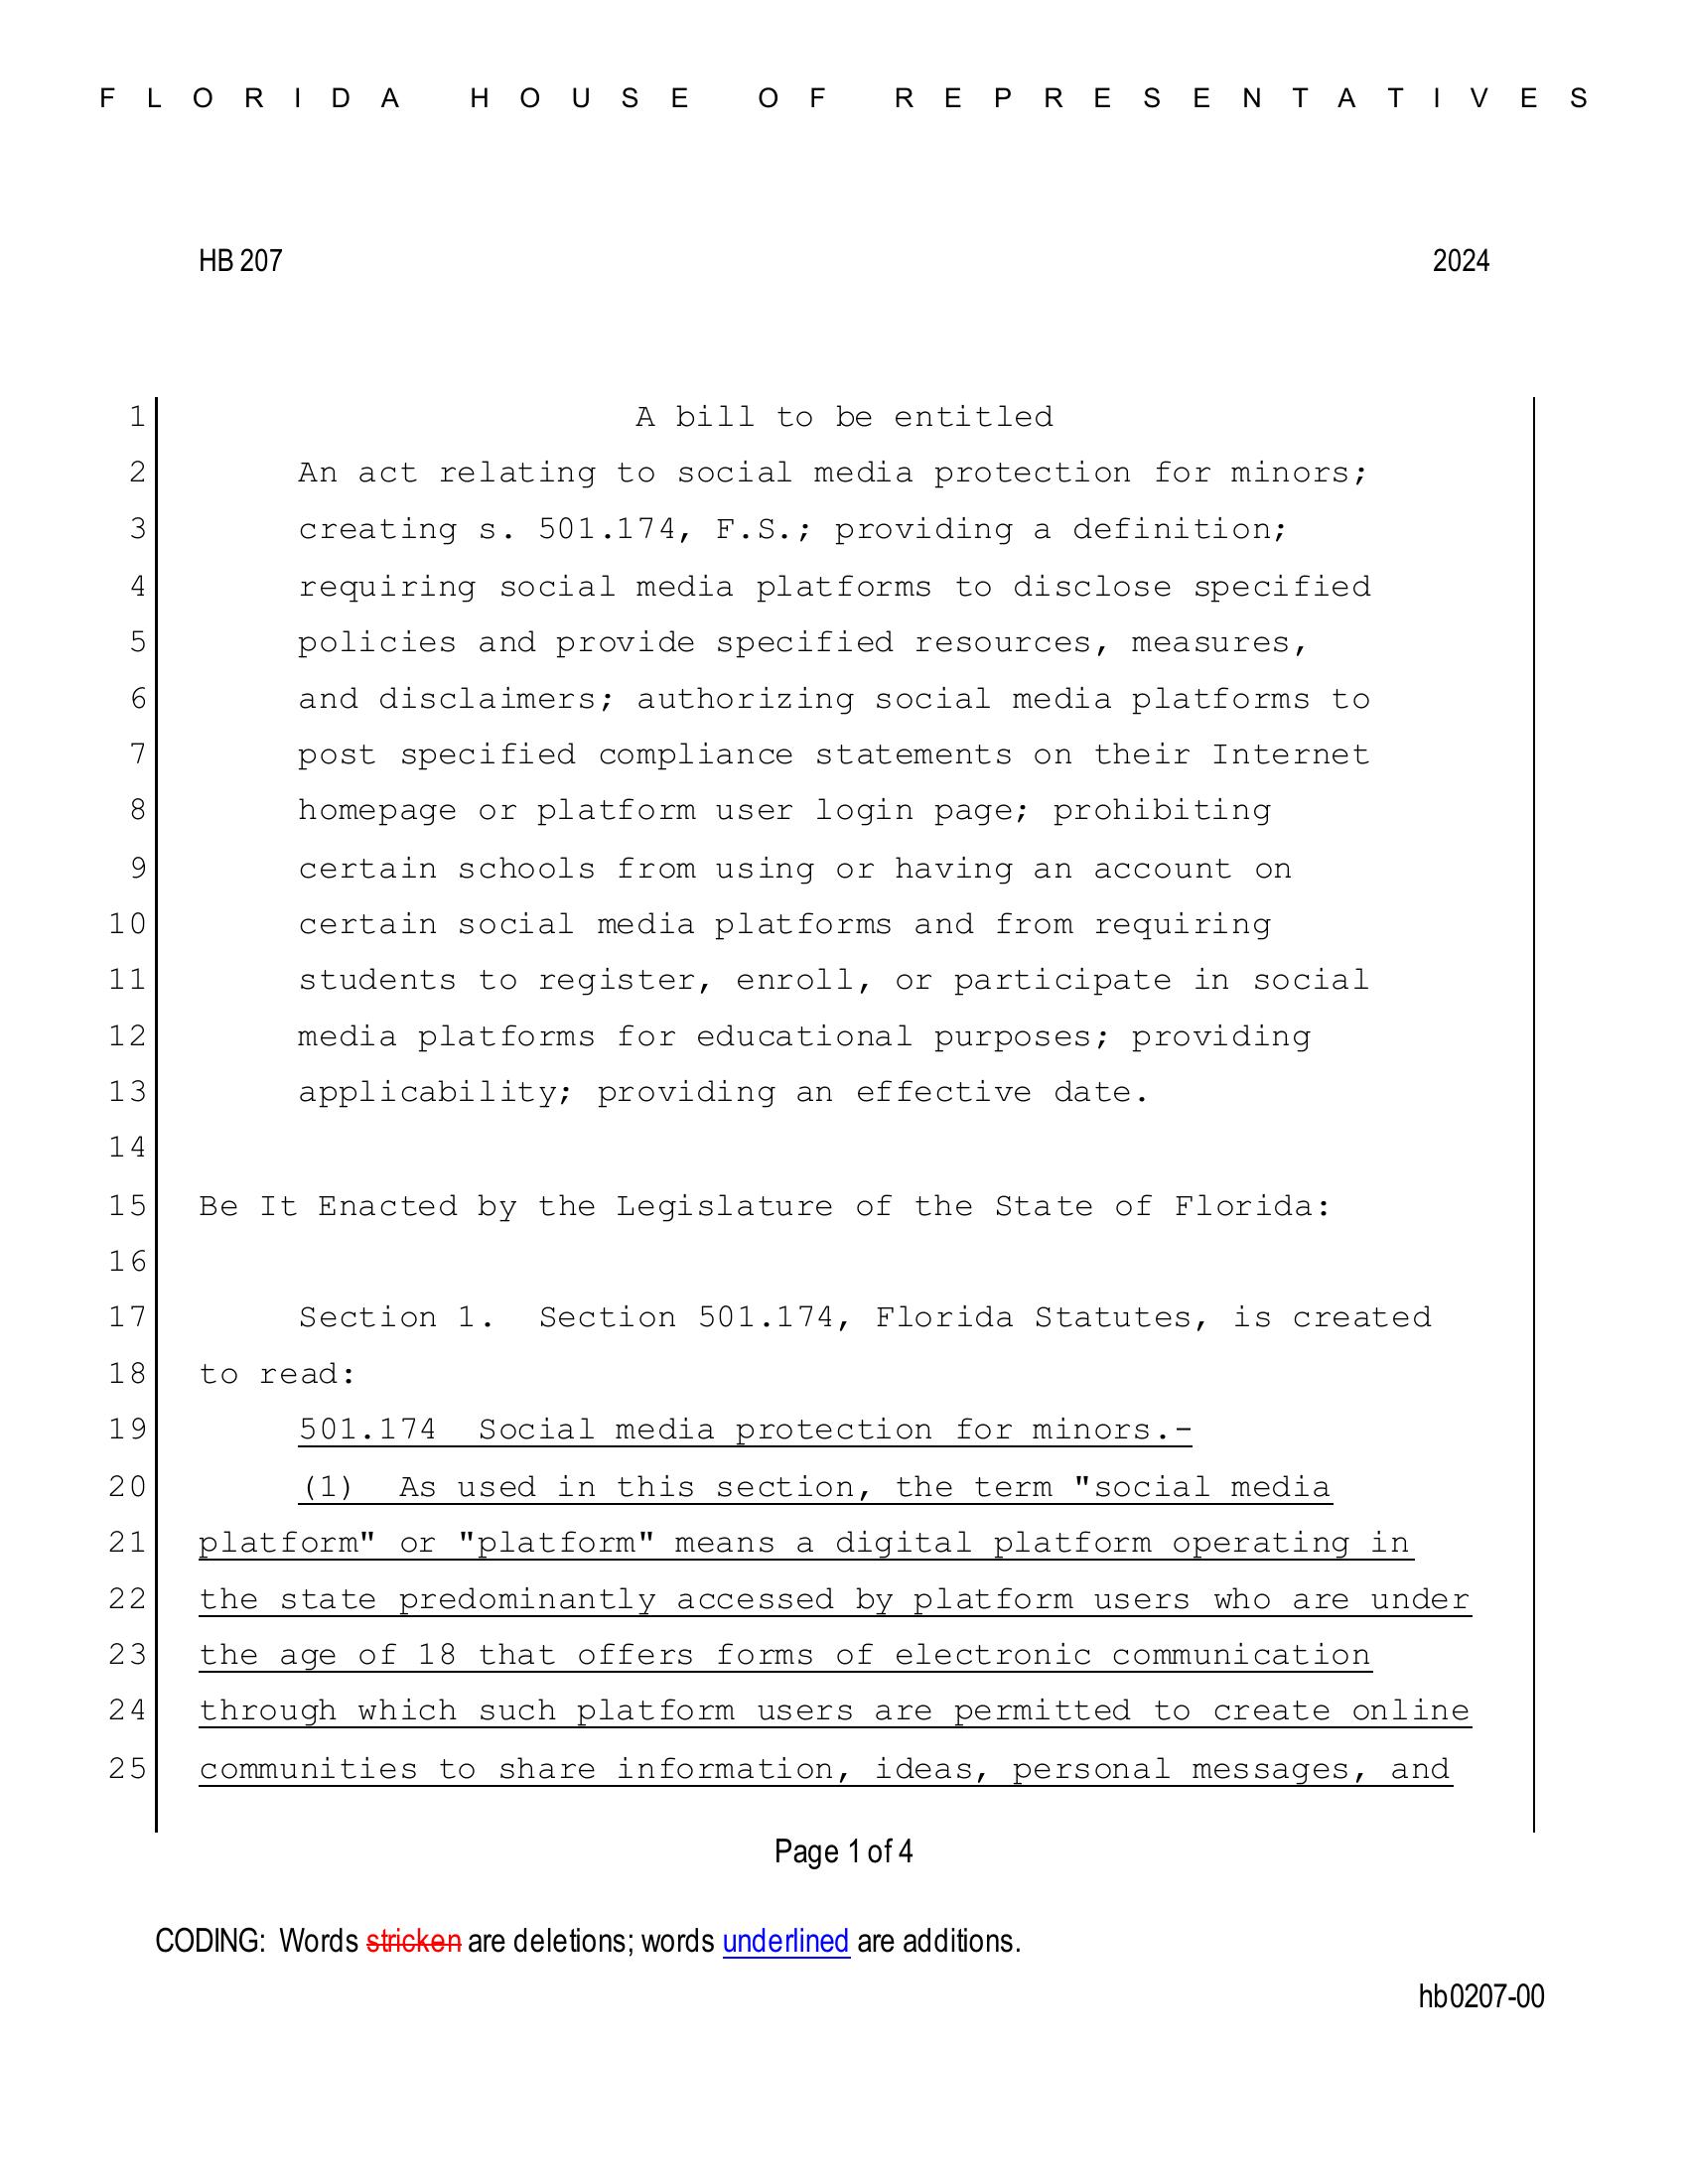 FLORIDA HOUSE OF REPRESENTATIVES
HB 207 2024
1 A bill to be entitled
2 An act relating to social media protection for minors;
3 creating s. 501.174, F.S.; providing a definition;
4 requiring social media platforms to disclose specified
5 policies and provide specified resources, measures,
6 and disclaimers; authorizing social media platforms to
7 post specified compliance statements on their Internet
8 homepage or platform user login page; prohibiting
9 certain schools from using or having an account on
10 certain social media platforms and from requiring
11 students to register, enroll, or participate in social
12 media platforms for educational purposes; providing
13 applicability; providing an effective date.
14
15 Be It Enacted by the Legislature of the State of Florida:
16
17 Section 1. Section 501.174, Florida Statutes, is created
18 to read:
19 501.174 Social media protection for minors.-
20 (1) As used in this section, the term "social media
21 platform" or "platform" means a digital platform operating in
22 the state predominantly accessed by platform users who are under
23 the age of 18 that offers forms of electronic communication
24 through which such platform users are permitted to create online
25 communities to share information, ideas, personal messages, and
Page 1 of 4
CODING: Words stricken are deletions; words underlined are additions.
hb0207-00